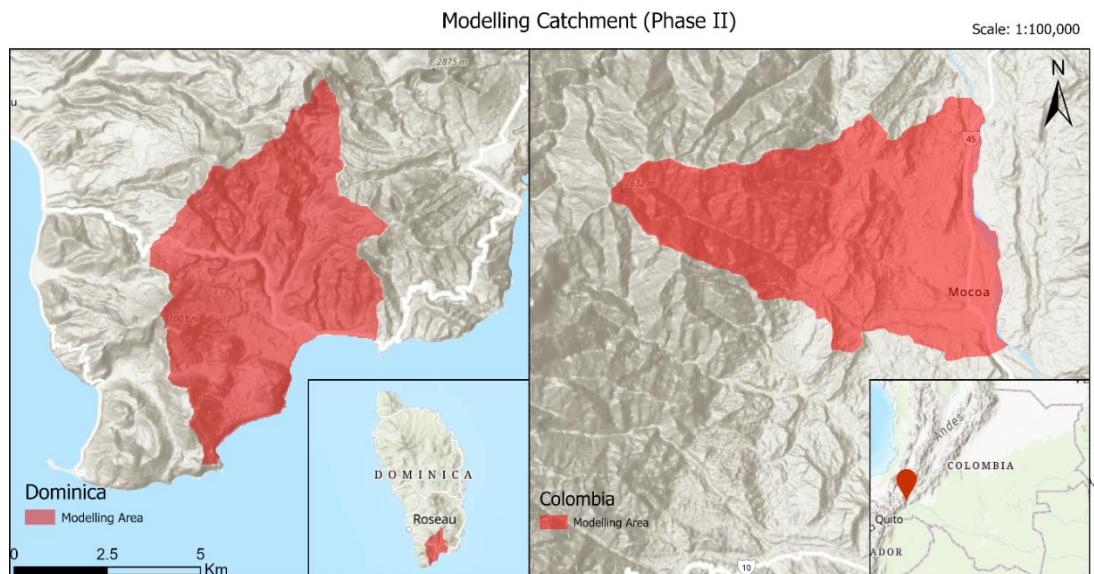 Modelling Catchment (Phase II)
Scale: 1:100,000
2875 m
u
1001 m
Dominica
Modelling Area
0 2.5 5
Km
DOMINICA
Roseau
N
45
2632 m
Mocoa
Colombia
Modelling Area
10
Andes
COLOMBIA
Quito
ADOR